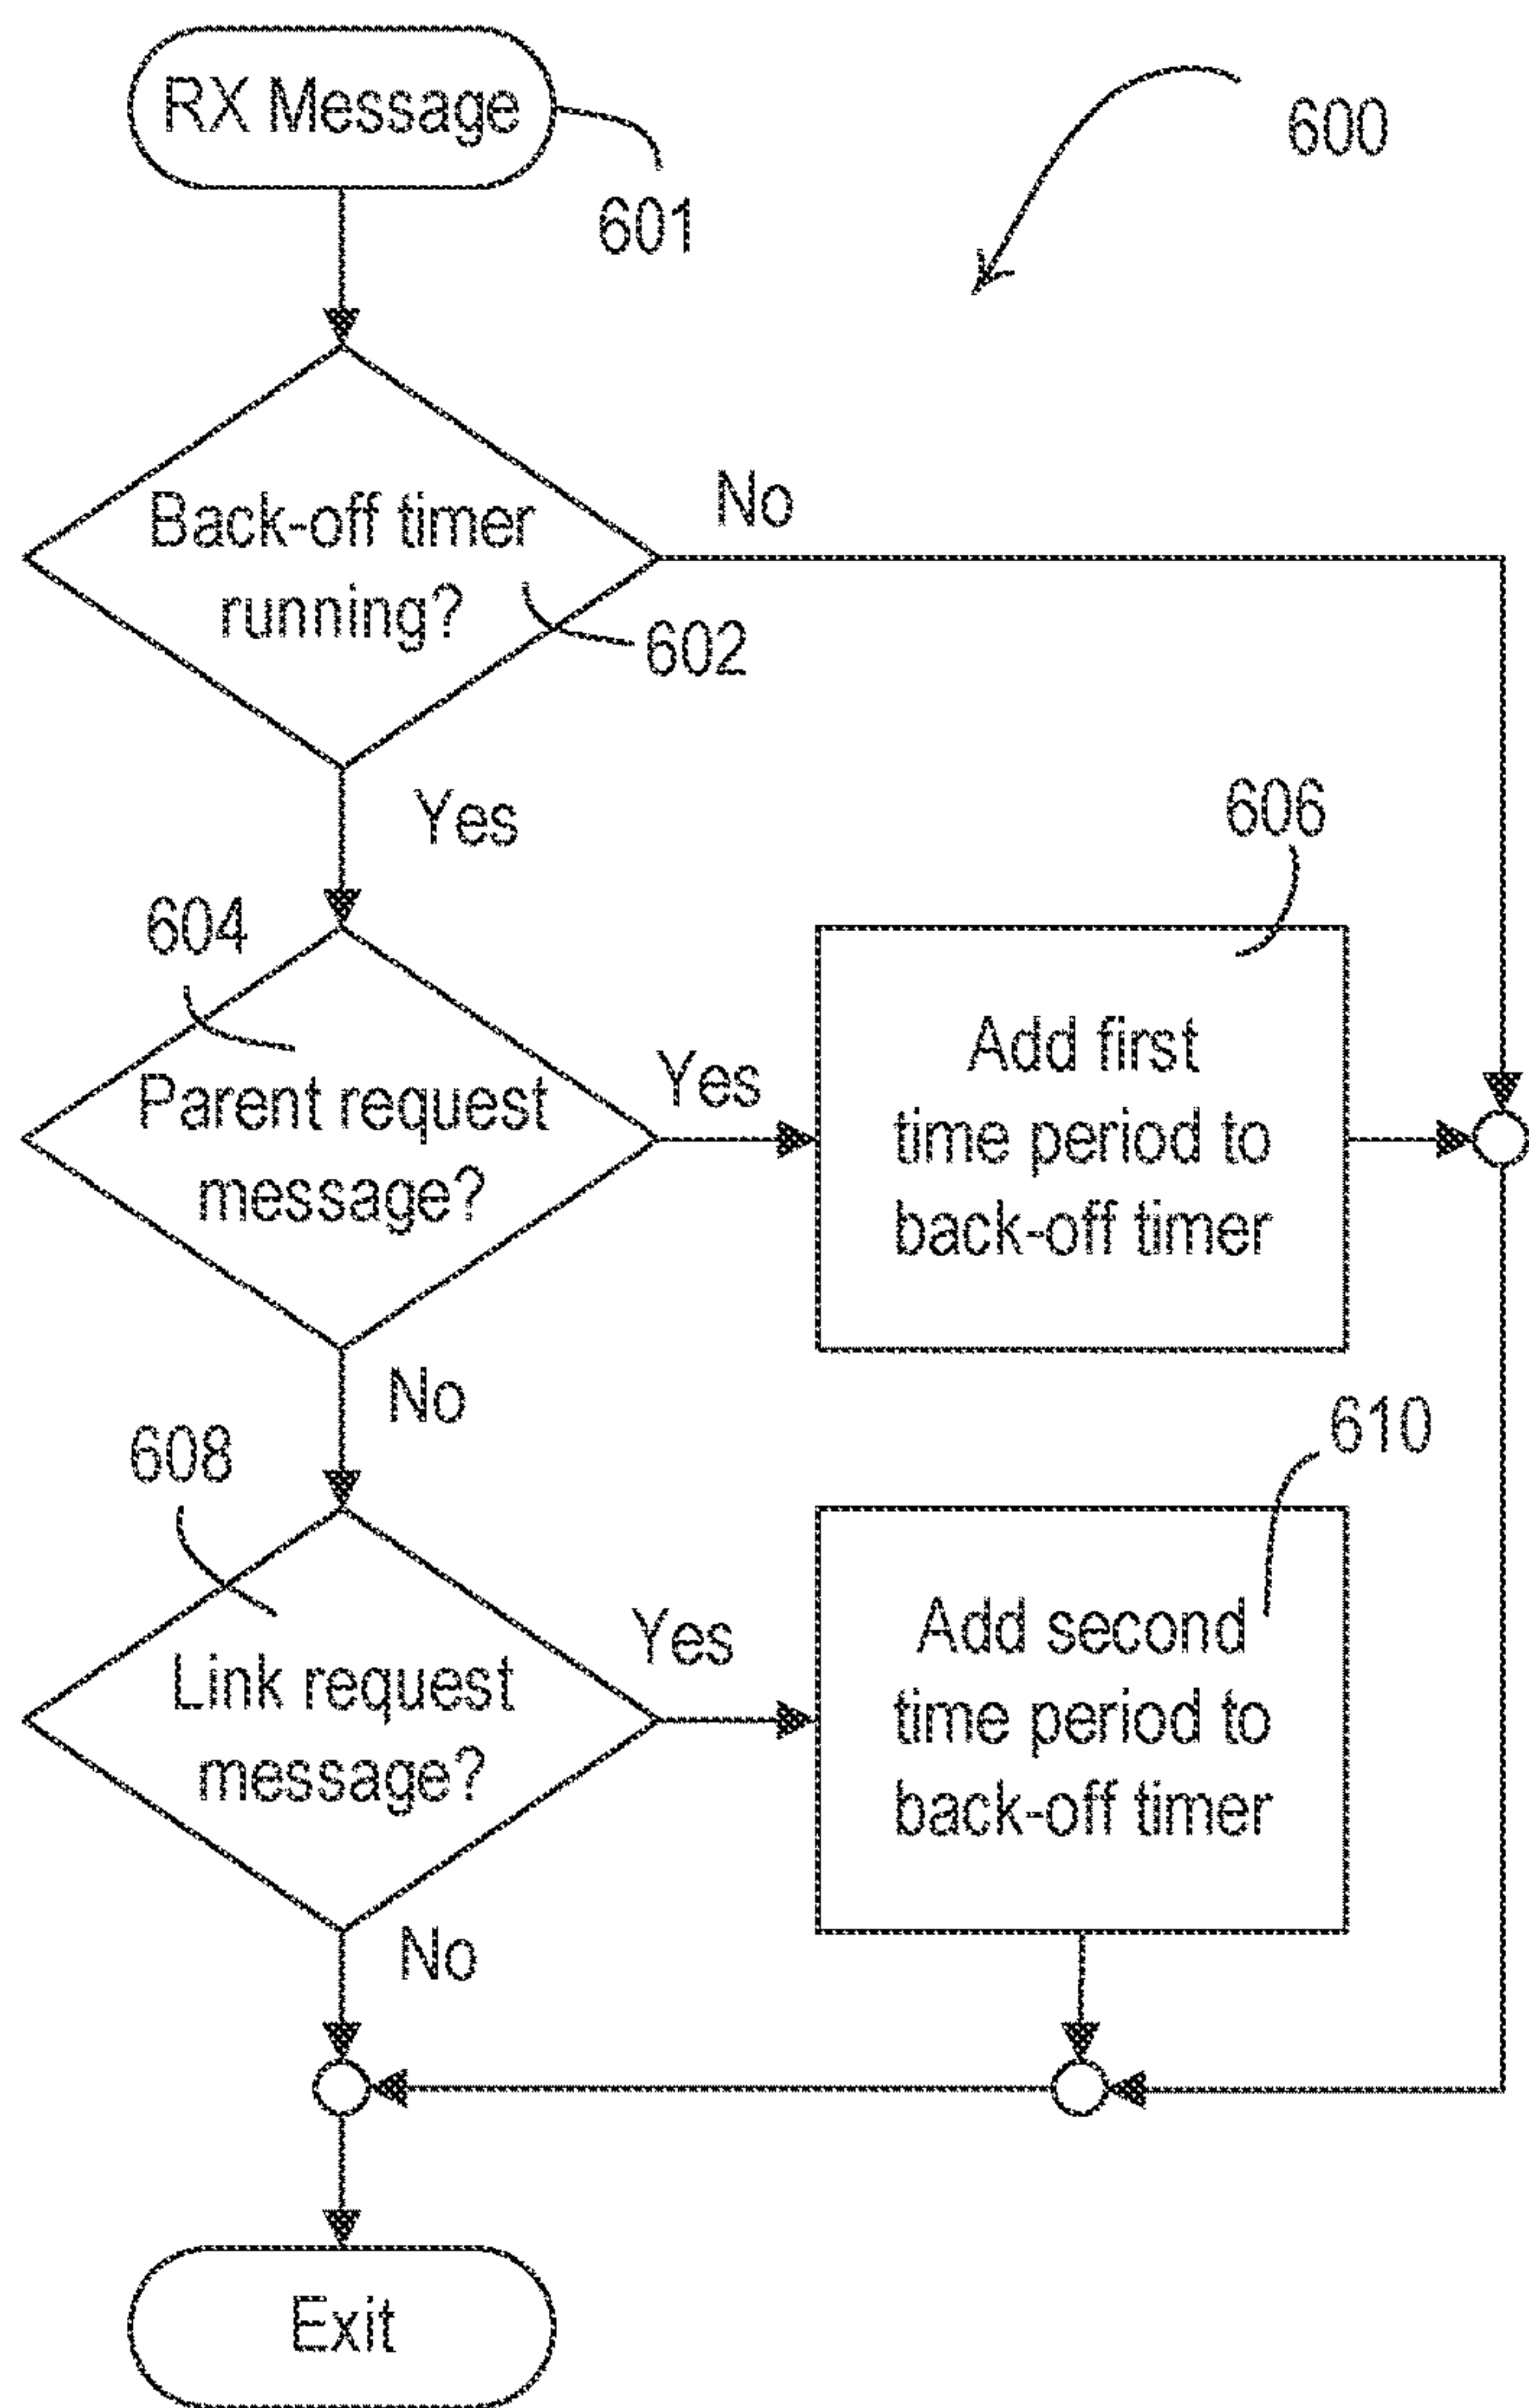 RX Message
600
601
No
Back-off timer
running?
602
Yes
606
604
Add first
Yes
Parent request
time period to
message?
back-off timer
No
610
608
Add second
Yes
Link request
time period to
message?
back-off timer
No
Exit